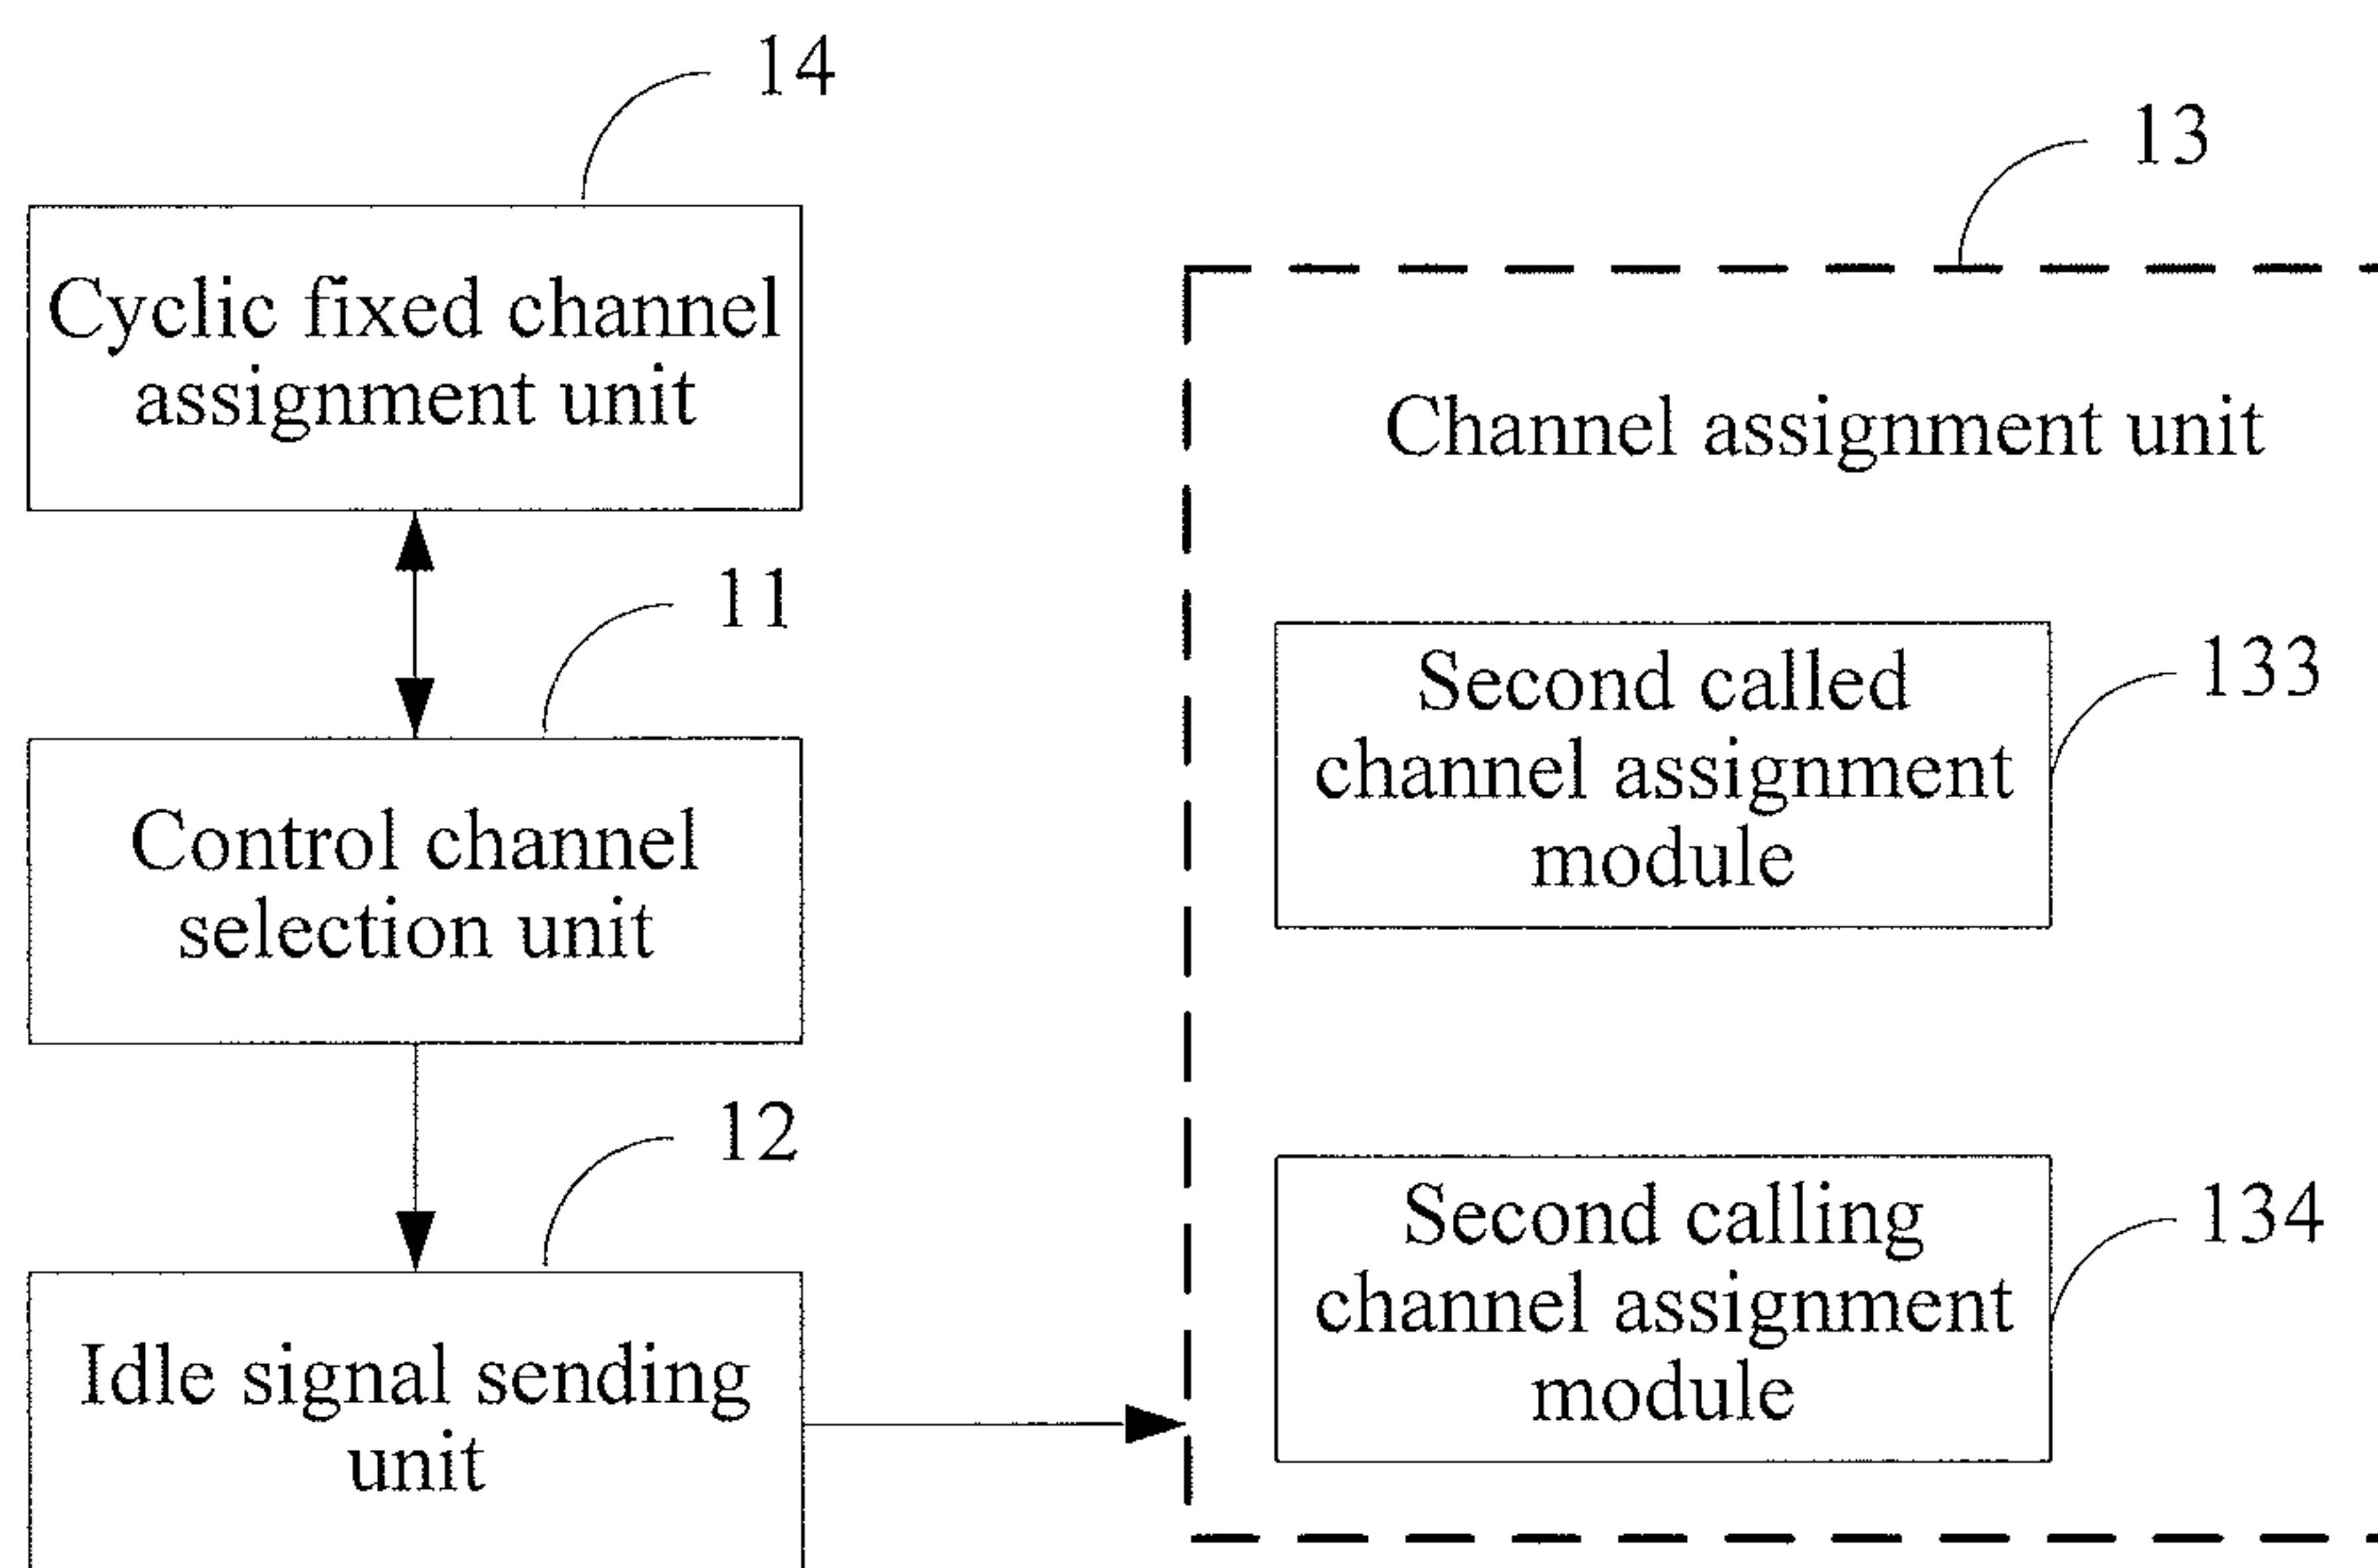 14
Cyclic fixed channel
assignment unit
11
Control channel
selection unit
12
Idle signal sending
unit
13
Channel assignment unit
Second called
channel assignment
module
133
Second calling
channel assignment
module
134